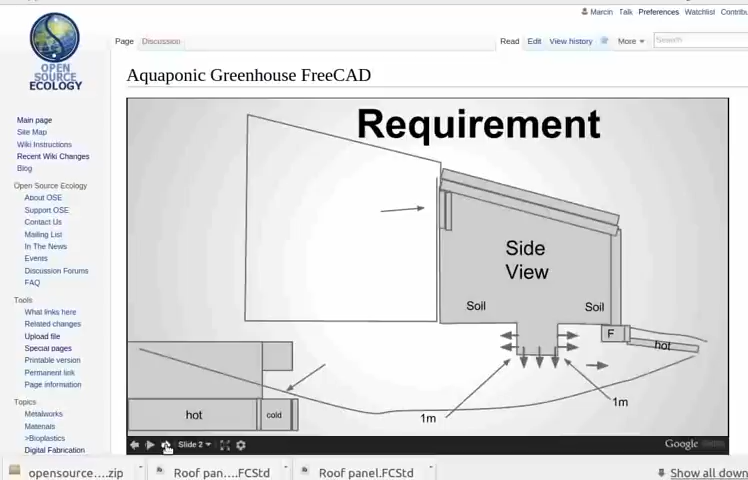 Marcin Talk Preferences Watchlist Contribu
Page Discussion Read Edit View history More Search
OPEN
SOURCE
ECOLOGY
Aquaponic Greenhouse FreeCAD
Main page
Site Map
Wiki Instructions
Recent Wiki Changes
Blog
Open Source Ecology
About OSE
Support OSE
Contact Us
Mailing List
In The News
Events
Discussion Forums
FAQ
Tools
What links here
Related changes
Upload file
Special pages
Printable version
Permanent link
Page information
Topics
Metalworks
Materials
>Bioplastics
Digital Fabrication
Requirement
Side
View
Soil
Soil
F
hot
1m
1m
hot
cold
Slide 2
Google
opensource....zip
Roof pan....FCStd
Roof panel.FCStd
Show all down